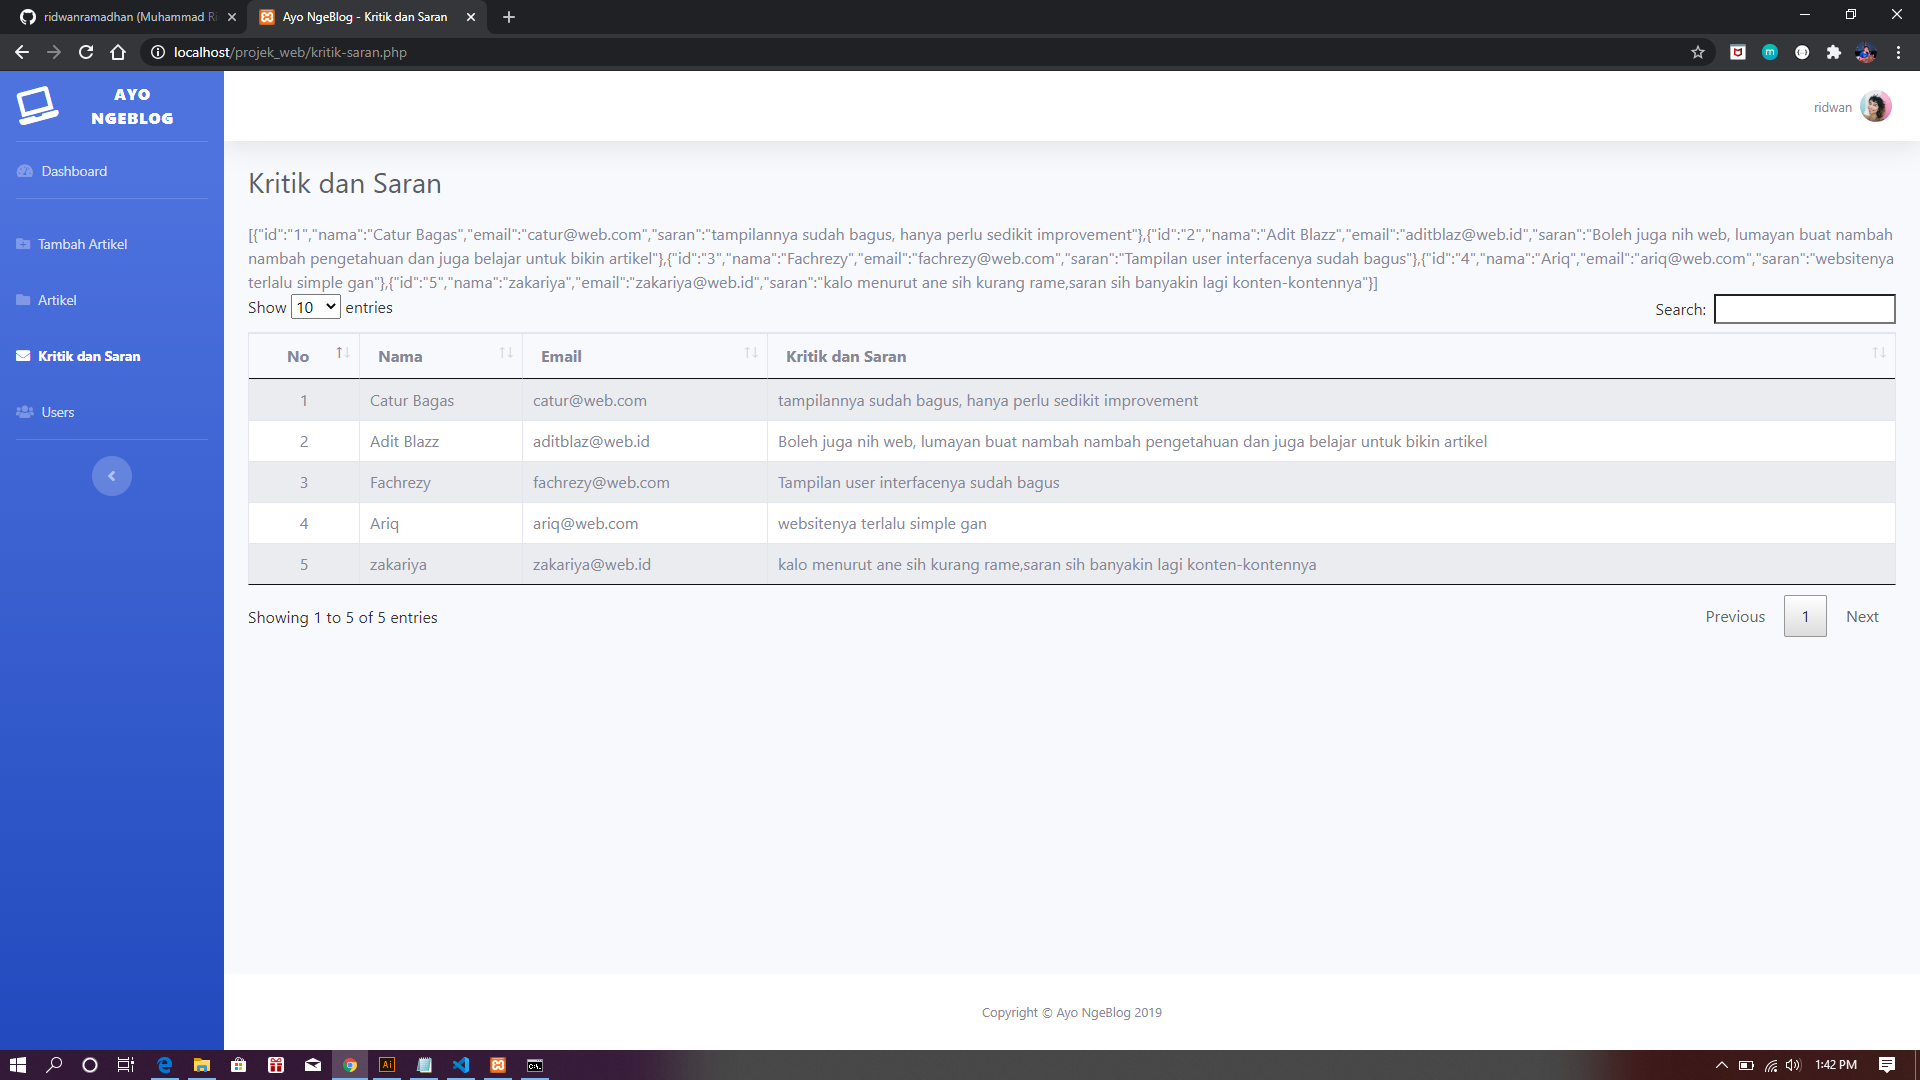 ridwanramadhan (Muhammad Ri
Ayo NgeBlog - Kritik dan Saran
localhost/projek_web/kritik-saran.php
AYO
NGEBLOG
ridwan
Dashboard
Tambah Artikel
Artikel
Kritik dan Saran
Users
Kritik dan Saran
[{"id":"1","nama":"Catur Bagas","email":"catur@web.com","saran":"tampilannya sudah bagus, hanya perlu sedikit improvement"},{"id":"2","nama":"Adit Blazz","email":"aditblaz@web.id","saran":"Boleh juga nih web, lumayan buat nambah
nambah pengetahuan dan juga belajar untuk bikin artikel"},{"id":"3","nama":"Fachrezy","email":"fachrezy@web.com","saran":"Tampilan user interfacenya sudah bagus"},{"id":"4","nama":"Ariq","email":"ariq@web.com","saran":"websitenya
terlalu simple gan"},{"id":"5","nama":"zakariya","email":"zakariya@web.id","saran":"kalo menurut ane sih kurang rame,saran sih banyakin lagi konten-kontennya"}]
Show 10 entries
Search:
No Nama Email Kritik dan Saran
1 Catur Bagas catur@web.com tampilannya sudah bagus, hanya perlu sedikit improvement
2 Adit Blazz aditblaz@web.id Boleh juga nih web, lumayan buat nambah nambah pengetahuan dan juga belajar untuk bikin artikel
3 Fachrezy fachrezy@web.com Tampilan user interfacenya sudah bagus
4 Ariq ariq@web.com websitenya terlalu simple gan
5 zakariya zakariya@web.id kalo menurut ane sih kurang rame,saran sih banyakin lagi konten-kontennya
Showing 1 to 5 of 5 entries
Previous 1 Next
Copyright © Ayo NgeBlog 2019
Ai
1:42 PM